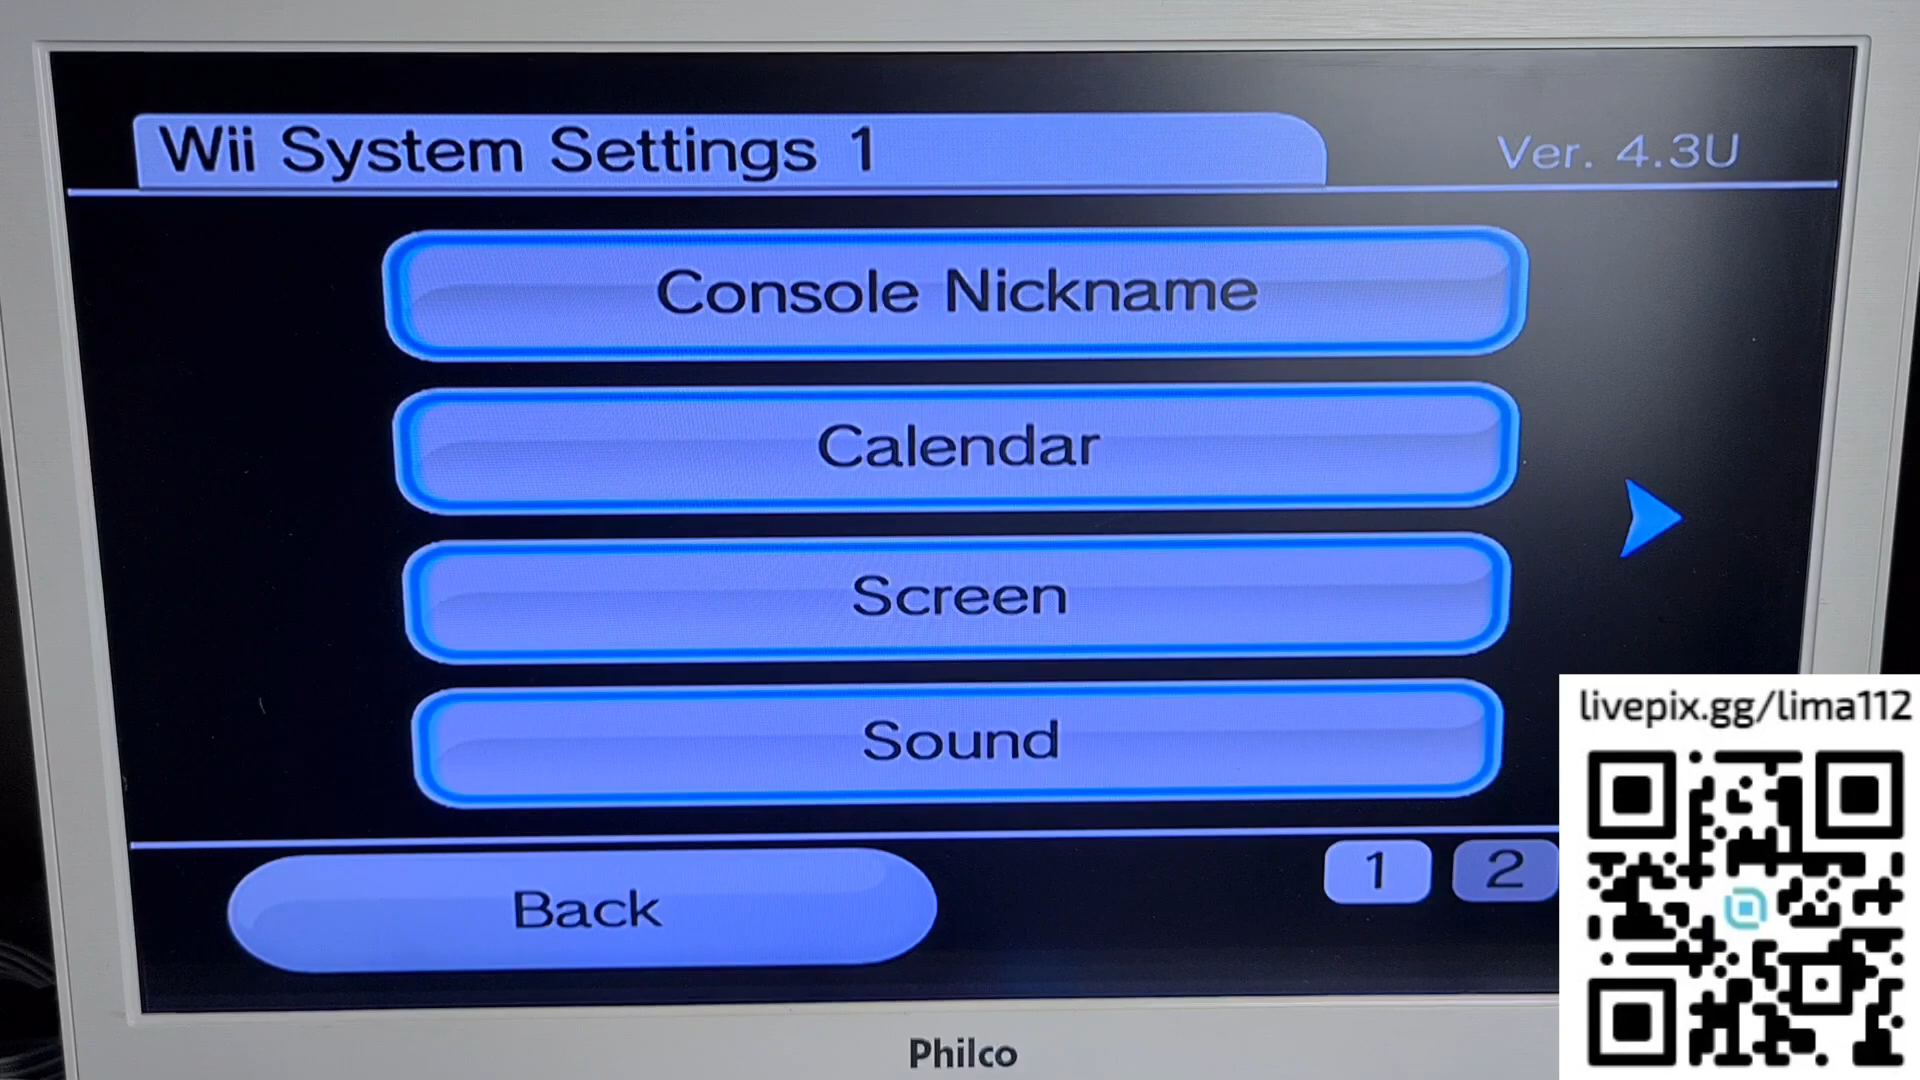 Wii System Settings 1
Ver. 4.3U
Console Nickname
Calendar
Screen
Sound
Back
1
2
Philco
livepix.gg/lima112